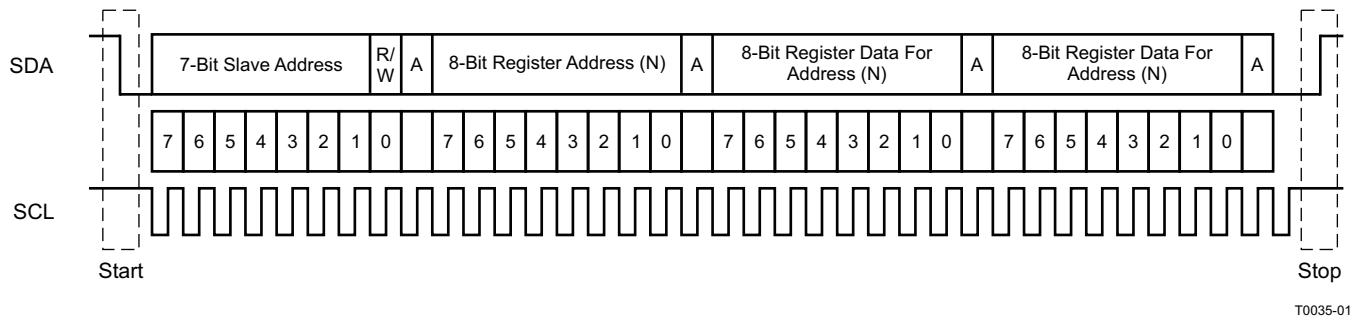 SDA
7-Bit Slave Address
R/
W
A
8-Bit Register Address (N)
A
8-Bit Register Data For
Address (N)
A
8-Bit Register Data For
Address (N)
A
7 6 5 4 3 2 1 0 7 6 5 4 3 2 1 0 7 6 5 4 3 2 1 0 7 6 5 4 3 2 1 0
SCL
Start
Stop
T0035-01